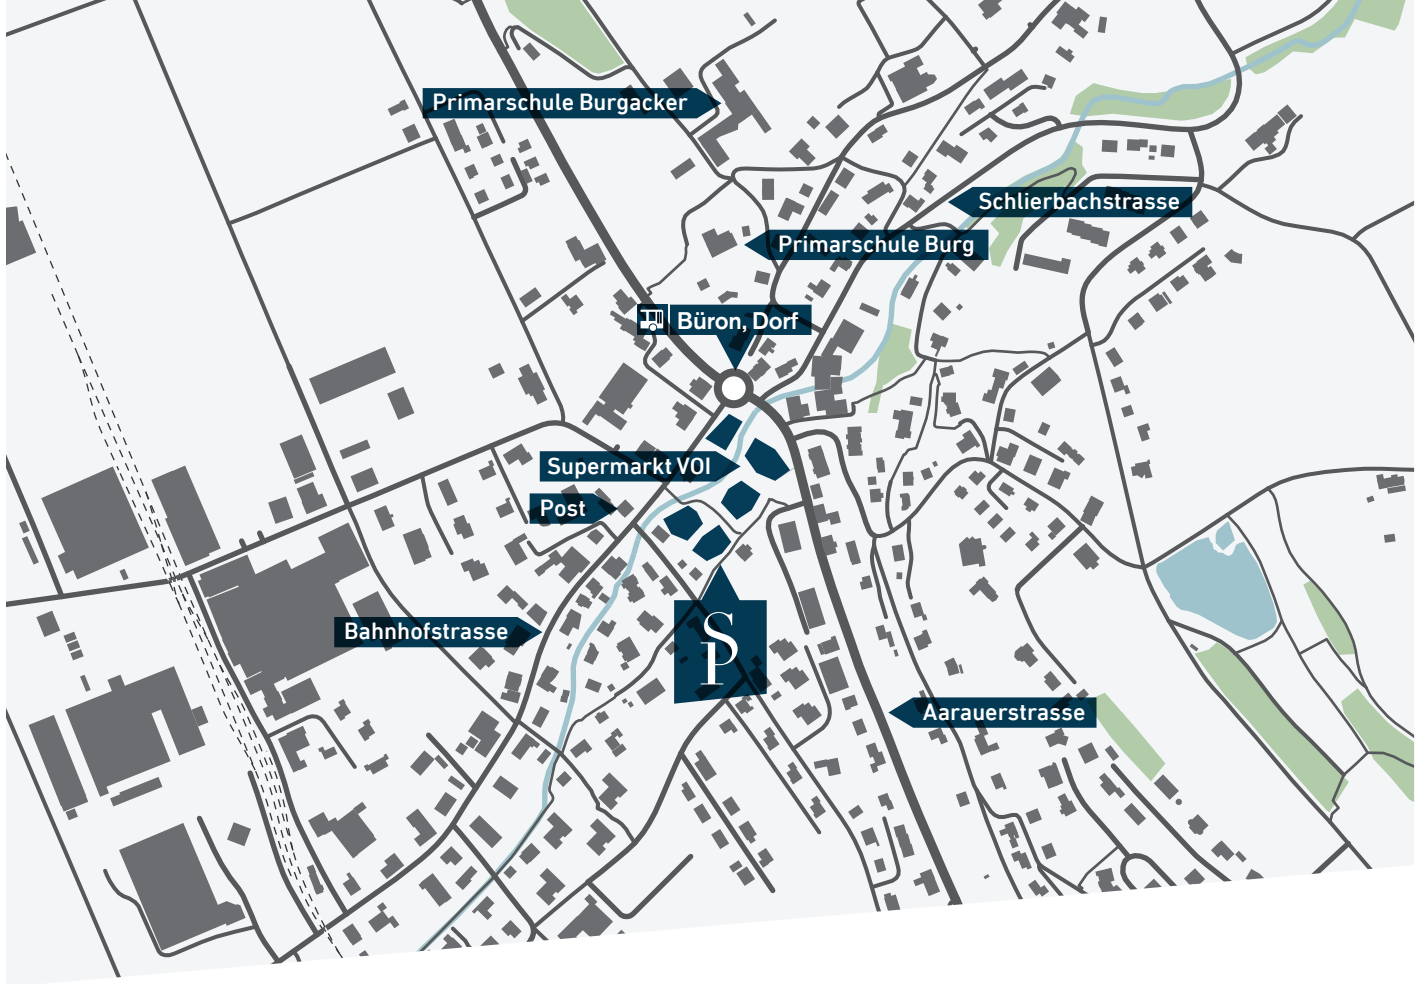 Primarschule Burgacker
Schlierbachstrasse
Primarschule Burg
Büron, Dorf
Supermarkt VOI
Post
Bahnhofstrasse
SP
Aarauerstrasse